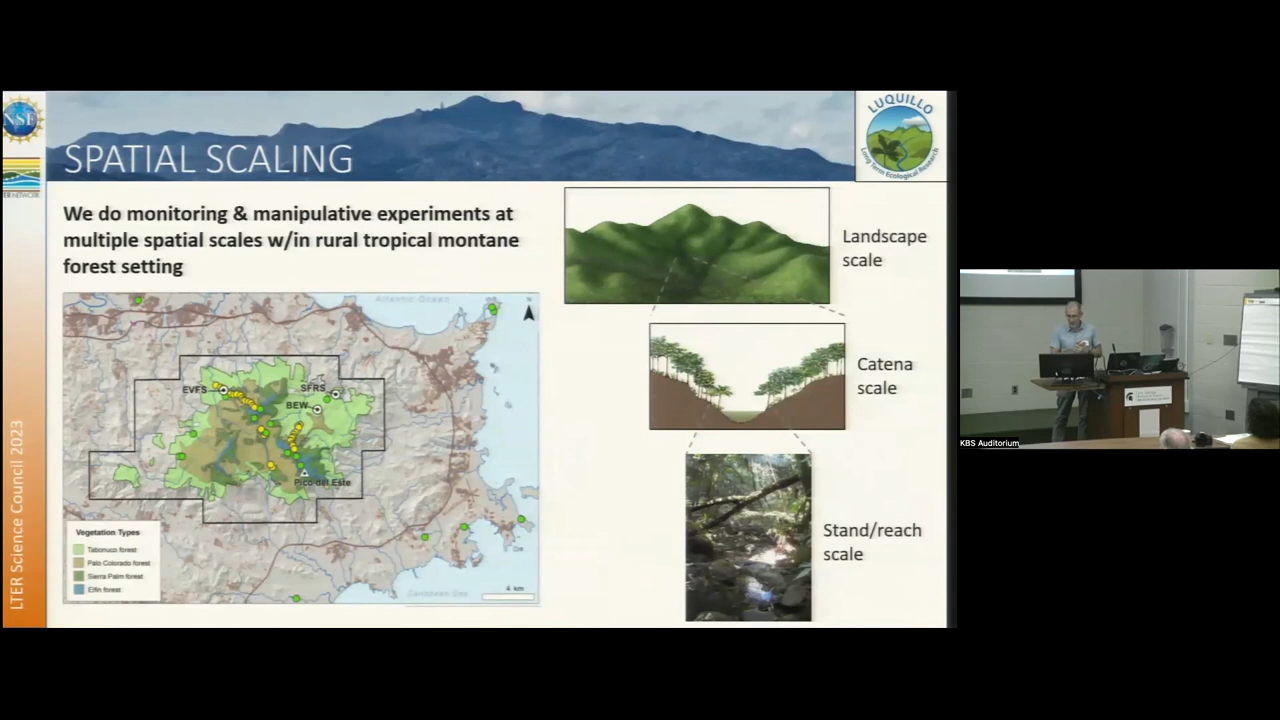 NSF
LUQUILLO
Long Term Ecological Research
SPATIAL SCALING
We do monitoring & manipulative experiments at
multiple spatial scales w/in rural tropical montane
forest setting
Landscape
scale
Catena
scale
Stand/reach
scale
Atlantic Ocean
N
EVFS
SFRS
BEW
Pico del Este
Vegetation Types
Tabonuco forest
Palo Colorado forest
Sierra Palm forest
Elfin forest
Caribbean Sea
4 km
LTER Science Council 2023
KBS Auditorium